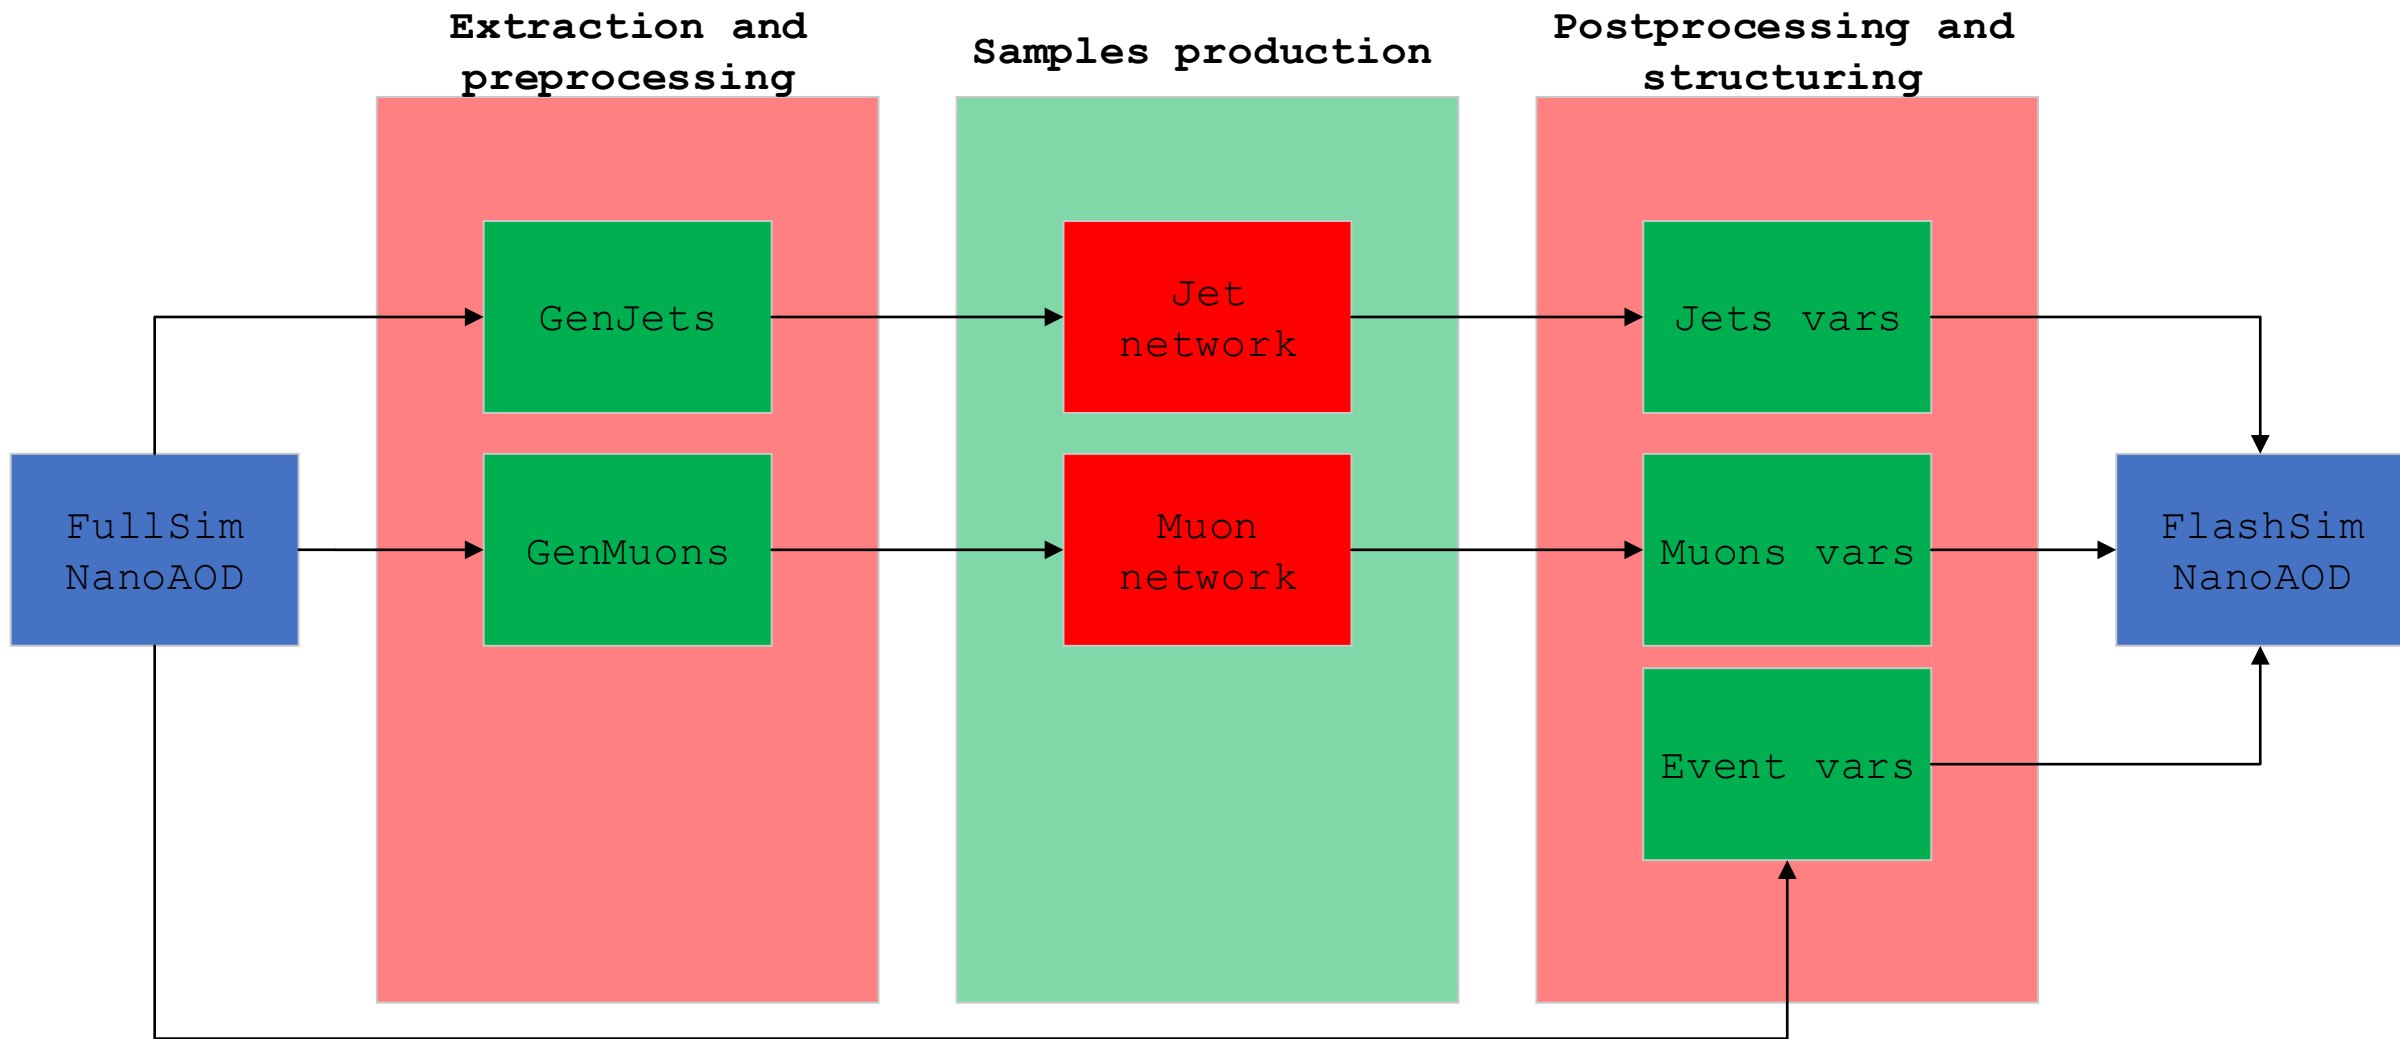 Extraction and
preprocessing
Samples production
Postprocessing and
structuring
GenJets
Jet
network
Jets vars
FullSim
NanoAOD
GenMuons
Muon
network
Muons vars
FlashSim
NanoAOD
Event vars